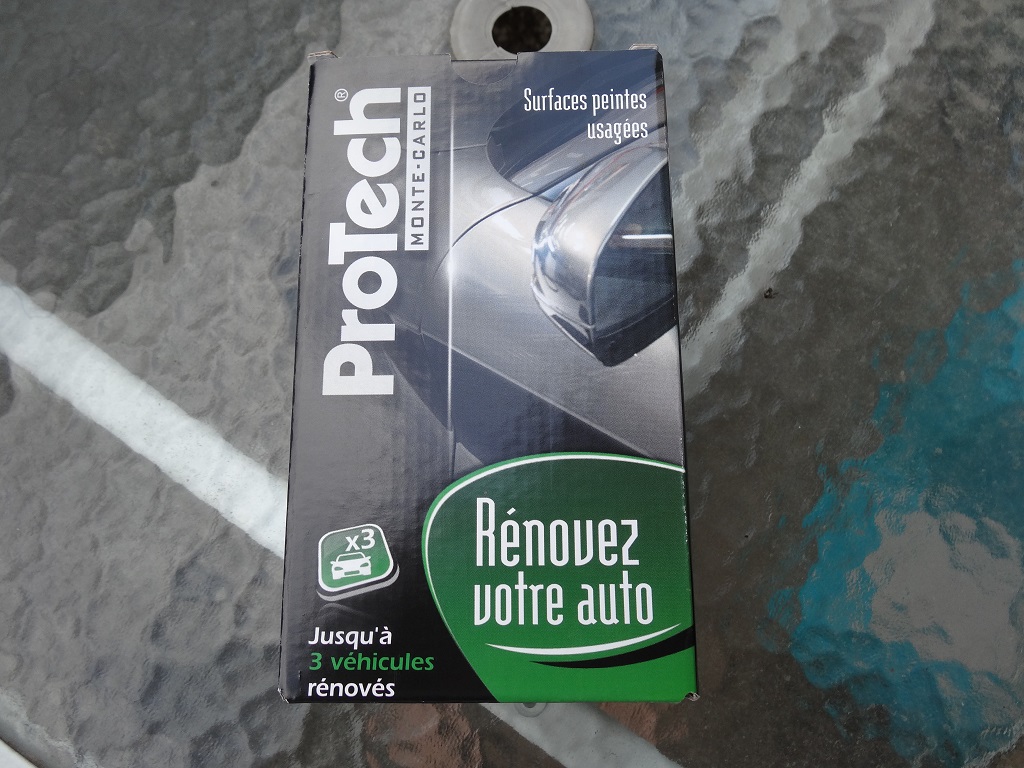 ProTech®
MONTE-CARLO
Surfaces peintes
usagées
Rénovez
votre auto
x3
Jusqu'à
3 véhicules
rénovés